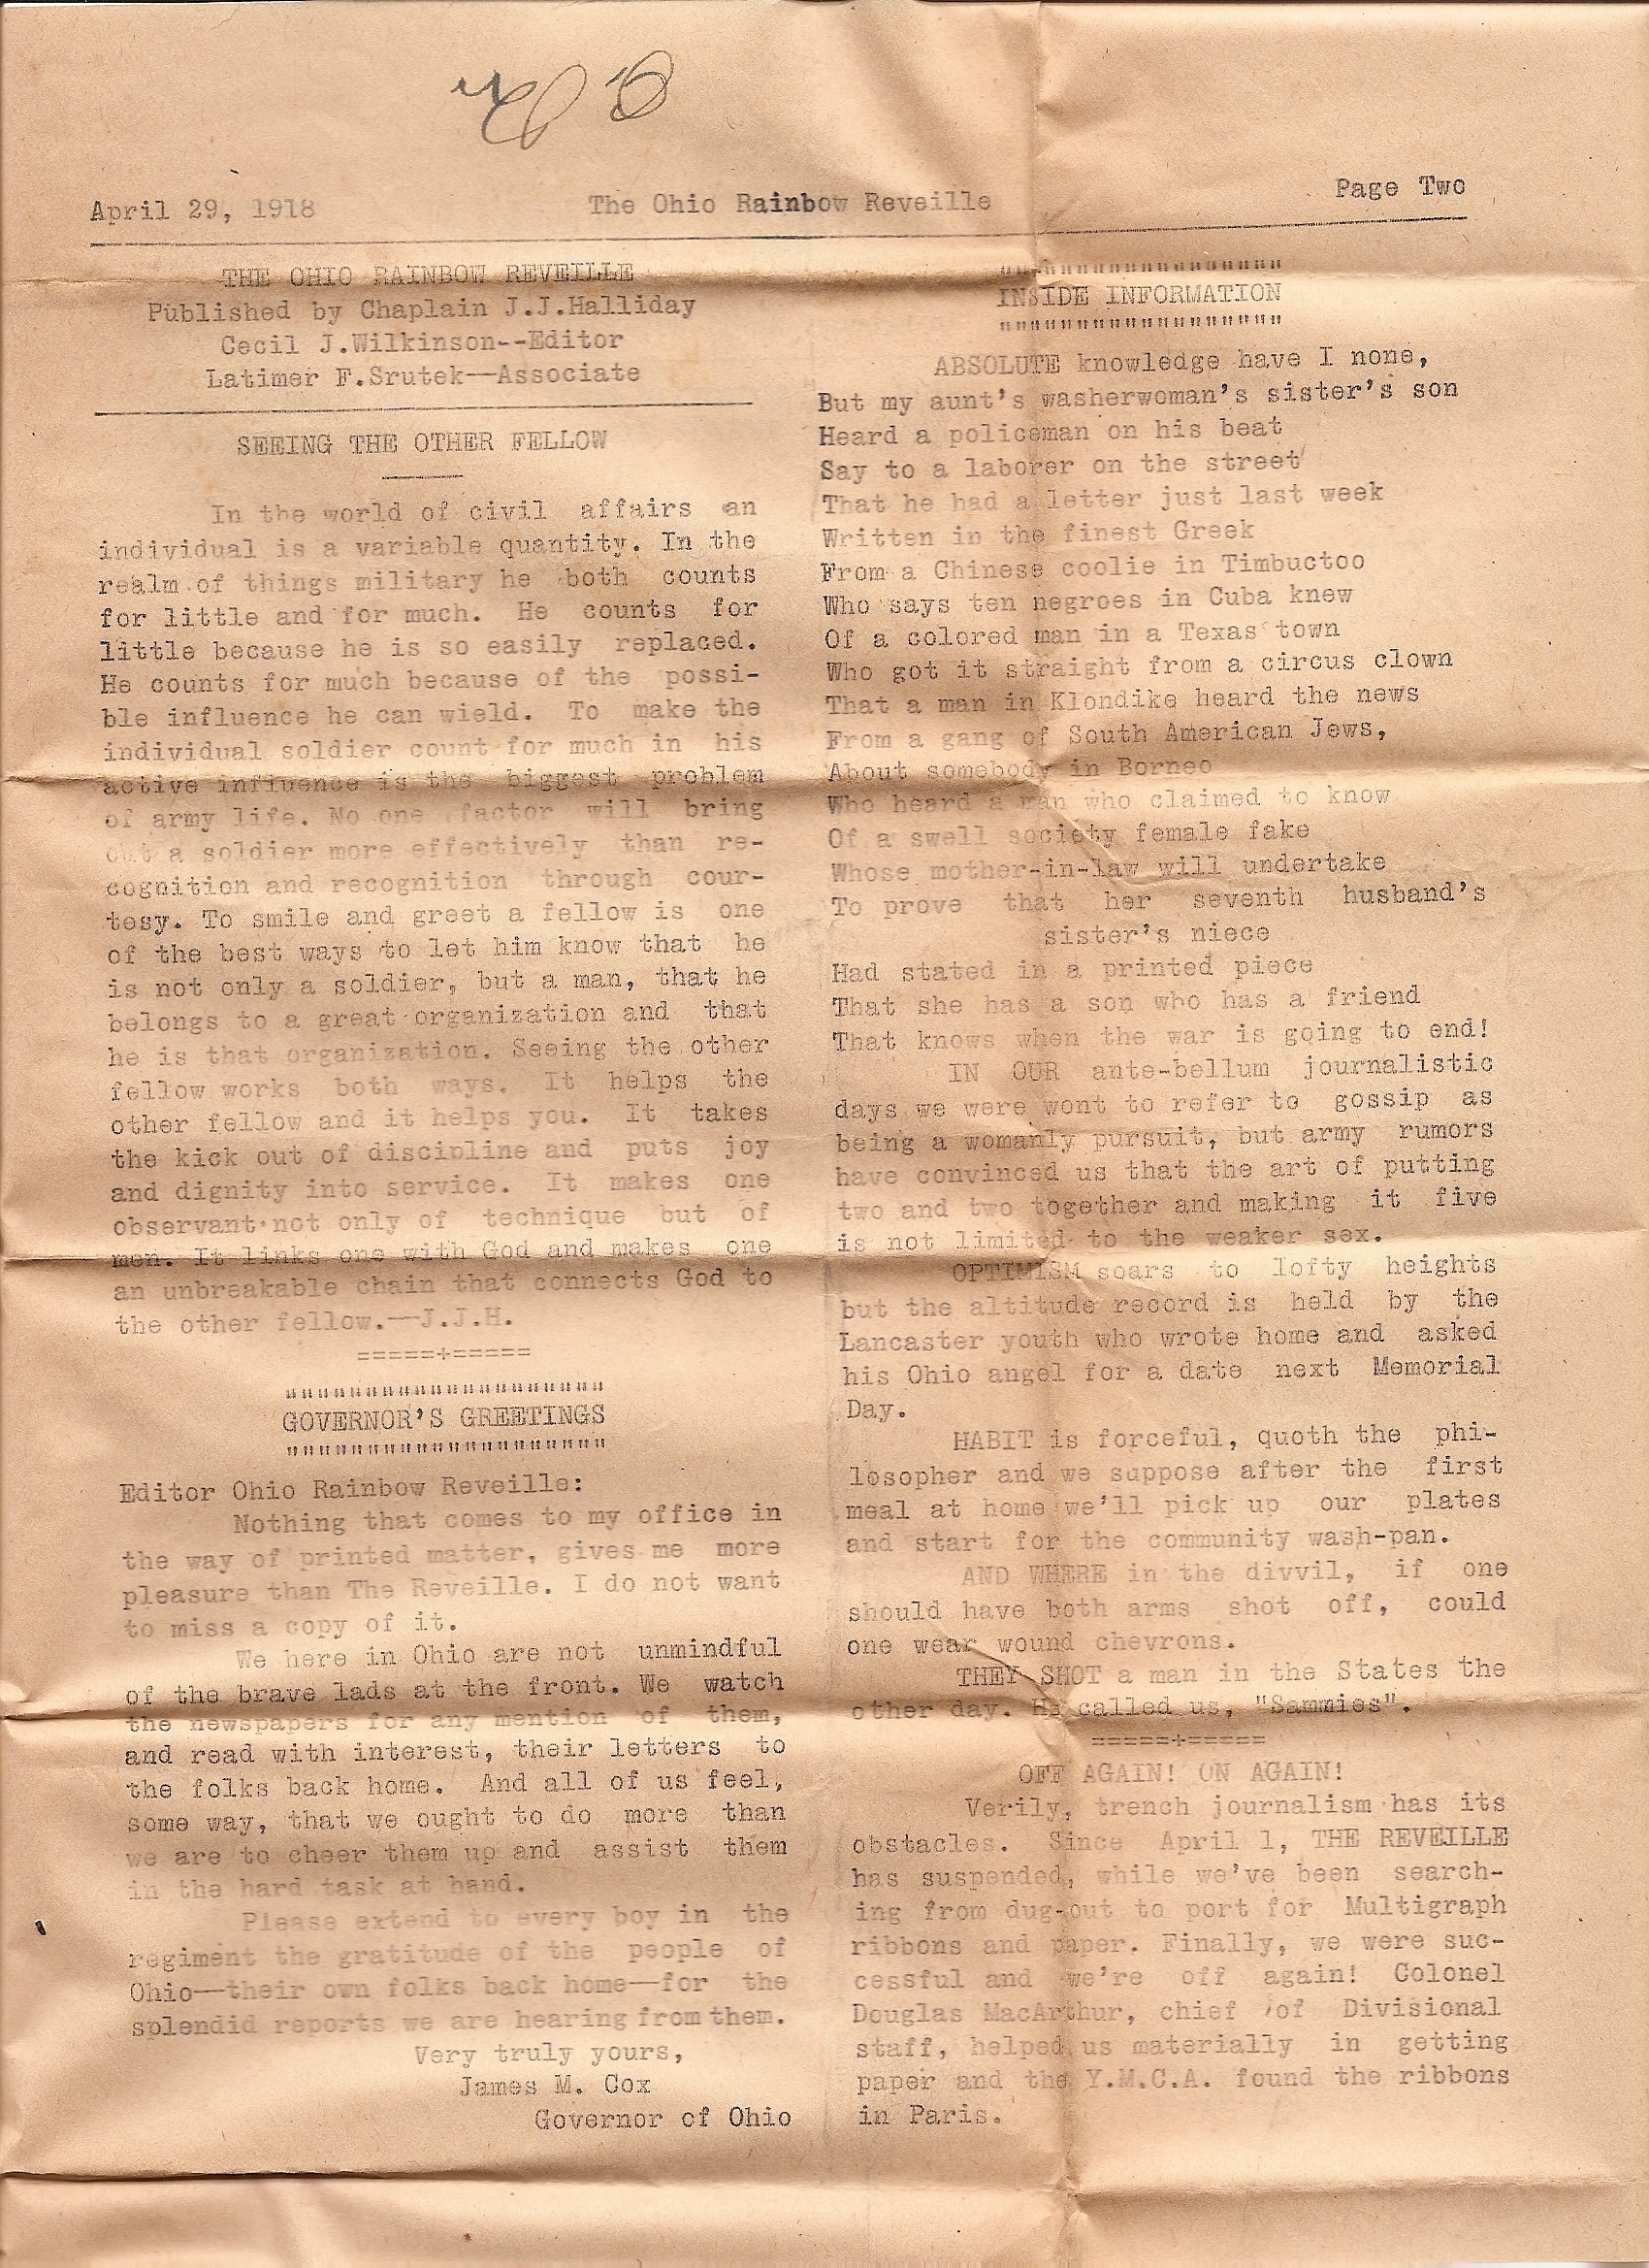 April 29, 1918
The Ohio Rainbow Reveille
Page Two
THE OHIO RAINBOW REVEILLE
Published by Chaplain J.J.Halliday
Cecil J.Wilkinson--Editor
Latimer F.Srutek--Associate
SEEING THE OTHER FELLOW
In the world of civil affairs an
individual is a variable quantity. In the
realm of things military he both counts
for little and for much. He counts for
little because he is so easily replaced.
He counts for much because of the possi-
ble influence he can wield. To make the
individual soldier count for much in his
active influence is the biggest problem
of army life. No one factor will bring
out a soldier more effectively than re-
cognition and recognition through cour-
tesy. To smile and greet a fellow is one
of the best ways to let him know that he
is not only a soldier, but a man, that he
belongs to a great organization and that
he is that organization. Seeing the other
fellow works both ways. It helps the
other fellow and it helps you. It takes
the kick out of discipline and puts joy
and dignity into service. It makes one
observant not only of technique but of
men. It links one with God and makes one
an unbreakable chain that connects God to
the other fellow.--J.J.H.
=====+=====
""""""""""""""""""""
GOVERNOR'S GREETINGS
""""""""""""""""""""
Editor Ohio Rainbow Reveille:
Nothing that comes to my office in
the way of printed matter, gives me more
pleasure than The Reveille. I do not want
to miss a copy of it.
We here in Ohio are not unmindful
of the brave lads at the front. We watch
the newspapers for any mention of them,
and read with interest, their letters to
the folks back home. And all of us feel,
some way, that we ought to do more than
we are to cheer them up and assist them
in the hard task at hand.
Please extend to every boy in the
regiment the gratitude of the people of
Ohio--their own folks back home--for the
splendid reports we are hearing from them.
Very truly yours,
James M. Cox
Governor of Ohio
""""""""""""""""""
INSIDE INFORMATION
""""""""""""""""""
ABSOLUTE knowledge have I none,
But my aunt's washerwoman's sister's son
Heard a policeman on his beat
Say to a laborer on the street
That he had a letter just last week
Written in the finest Greek
From a Chinese coolie in Timbuctoo
Who says ten negroes in Cuba knew
Of a colored man in a Texas town
Who got it straight from a circus clown
That a man in Klondike heard the news
From a gang of South American Jews,
About somebody in Borneo
Who heard a man who claimed to know
Of a swell society female fake
Whose mother-in-law will undertake
To prove that her seventh husband's
sister's niece
Had stated in a printed piece
That she has a son who has a friend
That knows when the war is going to end!
IN OUR ante-bellum journalistic
days we were wont to refer to gossip as
being a womanly pursuit, but army rumors
have convinced us that the art of putting
two and two together and making it five
is not limited to the weaker sex.
OPTIMISM soars to lofty heights
but the altitude record is held by the
Lancaster youth who wrote home and asked
his Ohio angel for a date next Memorial
Day.
HABIT is forceful, quoth the phi-
losopher and we suppose after the first
meal at home we'll pick up our plates
and start for the community wash-pan.
AND WHERE in the divvil, if one
should have both arms shot off, could
one wear wound chevrons.
THEY SHOT a man in the States the
other day. He called us, "Sammies".
=====+=====
OFF AGAIN! ON AGAIN!
Verily, trench journalism has its
obstacles. Since April 1, THE REVEILLE
has suspended, while we've been search-
ing from dug-out to port for Multigraph
ribbons and paper. Finally, we were suc-
cessful and we're off again! Colonel
Douglas MacArthur, chief of Divisional
staff, helped us materially in getting
paper and the Y.M.C.A. found the ribbons
in Paris.